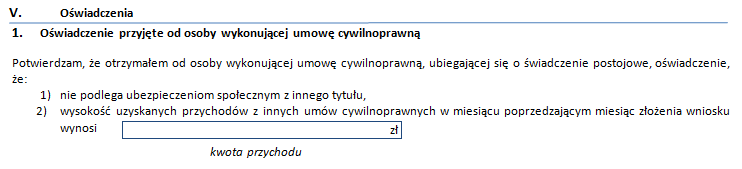 V. Oświadczenia
1. Oświadczenie przyjęte od osoby wykonującej umowę cywilnoprawną
Potwierdzam, że otrzymałem od osoby wykonującej umowę cywilnoprawną, ubiegającej się o świadczenie postojowe, oświadczenie,
że:
1) nie podlega ubezpieczeniom społecznym z innego tytułu,
2) wysokość uzyskanych przychodów z innych umów cywilnoprawnych w miesiącu poprzedzającym miesiąc złożenia wniosku
wynosi zł
kwota przychodu